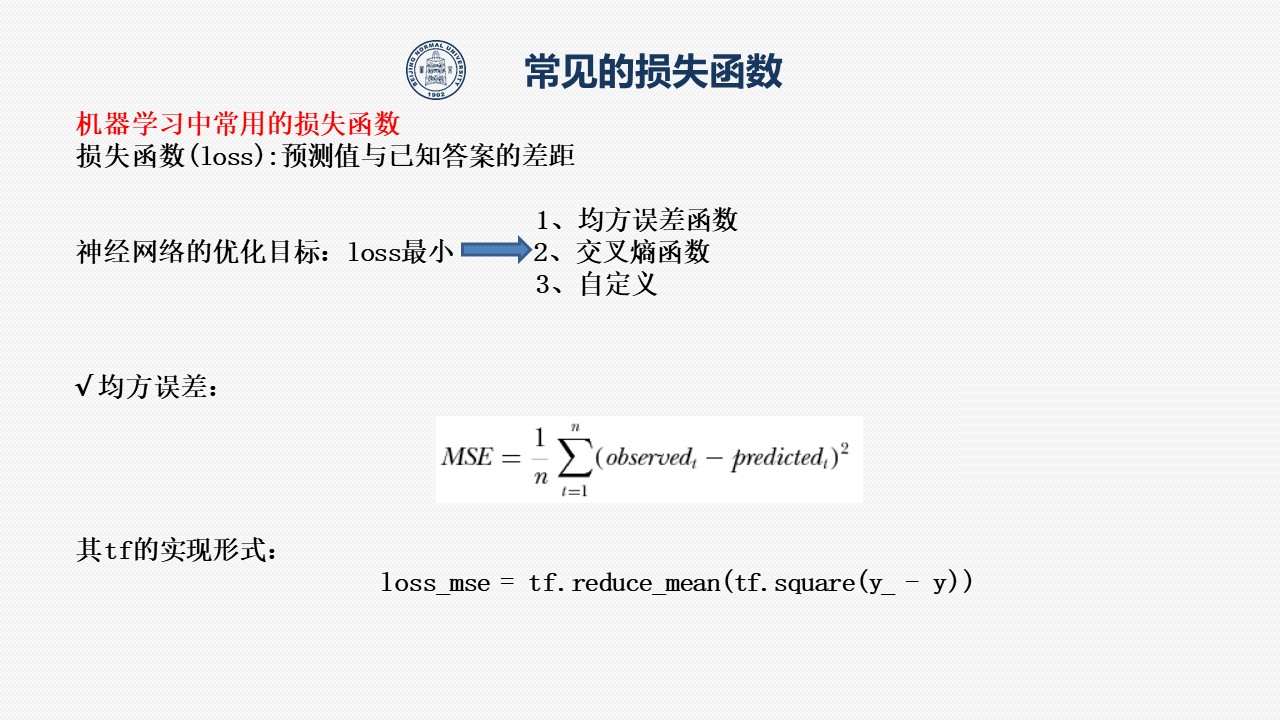 BEIJING NORMAL UNIVERSITY
1902
常见的损失函数
机器学习中常用的损失函数
损失函数(loss):预测值与已知答案的差距
1、均方误差函数
神经网络的优化目标：loss最小 2、交叉熵函数
3、自定义
√均方误差：
MSE = \frac{1}{n} \sum_{t=1}^{n} (observed_t − predicted_t)^2
其tf的实现形式：
loss_mse = tf.reduce_mean(tf.square(y_ - y))